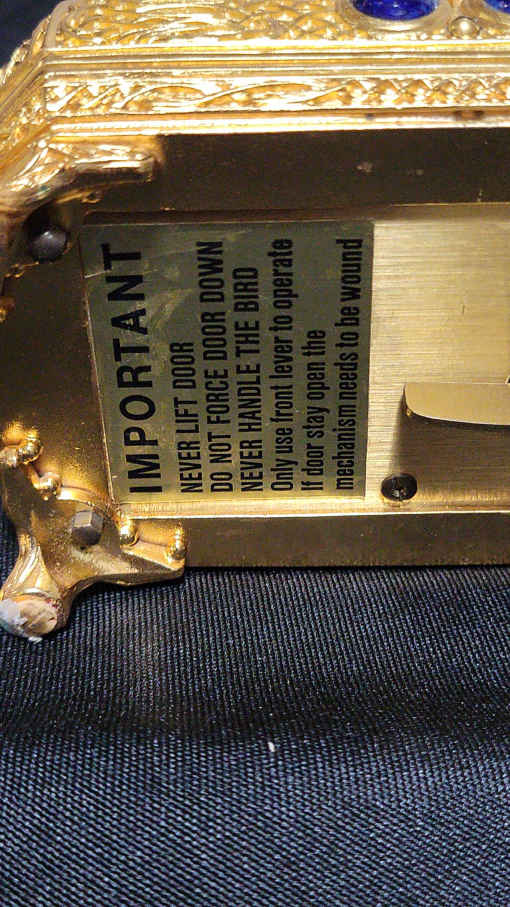 IMPORTANT
NEVER LIFT DOOR
DO NOT FORCE DOOR DOWN
NEVER HANDLE THE BIRD
Only use front lever to operate
If door stay open the
mechanism needs to be wound